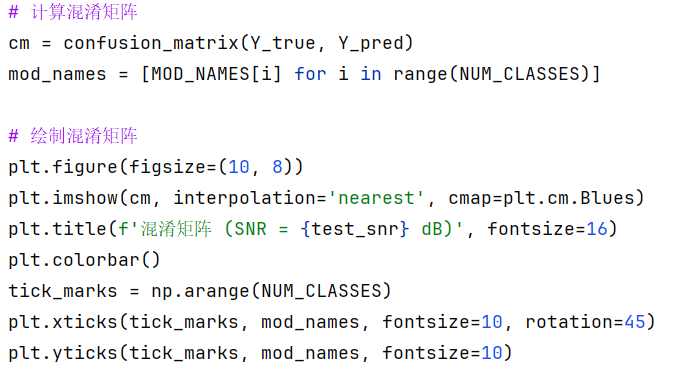 # 计算混淆矩阵
cm = confusion_matrix(Y_true, Y_pred)
mod_names = [MOD_NAMES[i] for i in range(NUM_CLASSES)]
# 绘制混淆矩阵
plt.figure(figsize=(10, 8))
plt.imshow(cm, interpolation='nearest', cmap=plt.cm.Blues)
plt.title(f'混淆矩阵 (SNR = {test_snr} dB)', fontsize=16)
plt.colorbar()
tick_marks = np.arange(NUM_CLASSES)
plt.xticks(tick_marks, mod_names, fontsize=10, rotation=45)
plt.yticks(tick_marks, mod_names, fontsize=10)